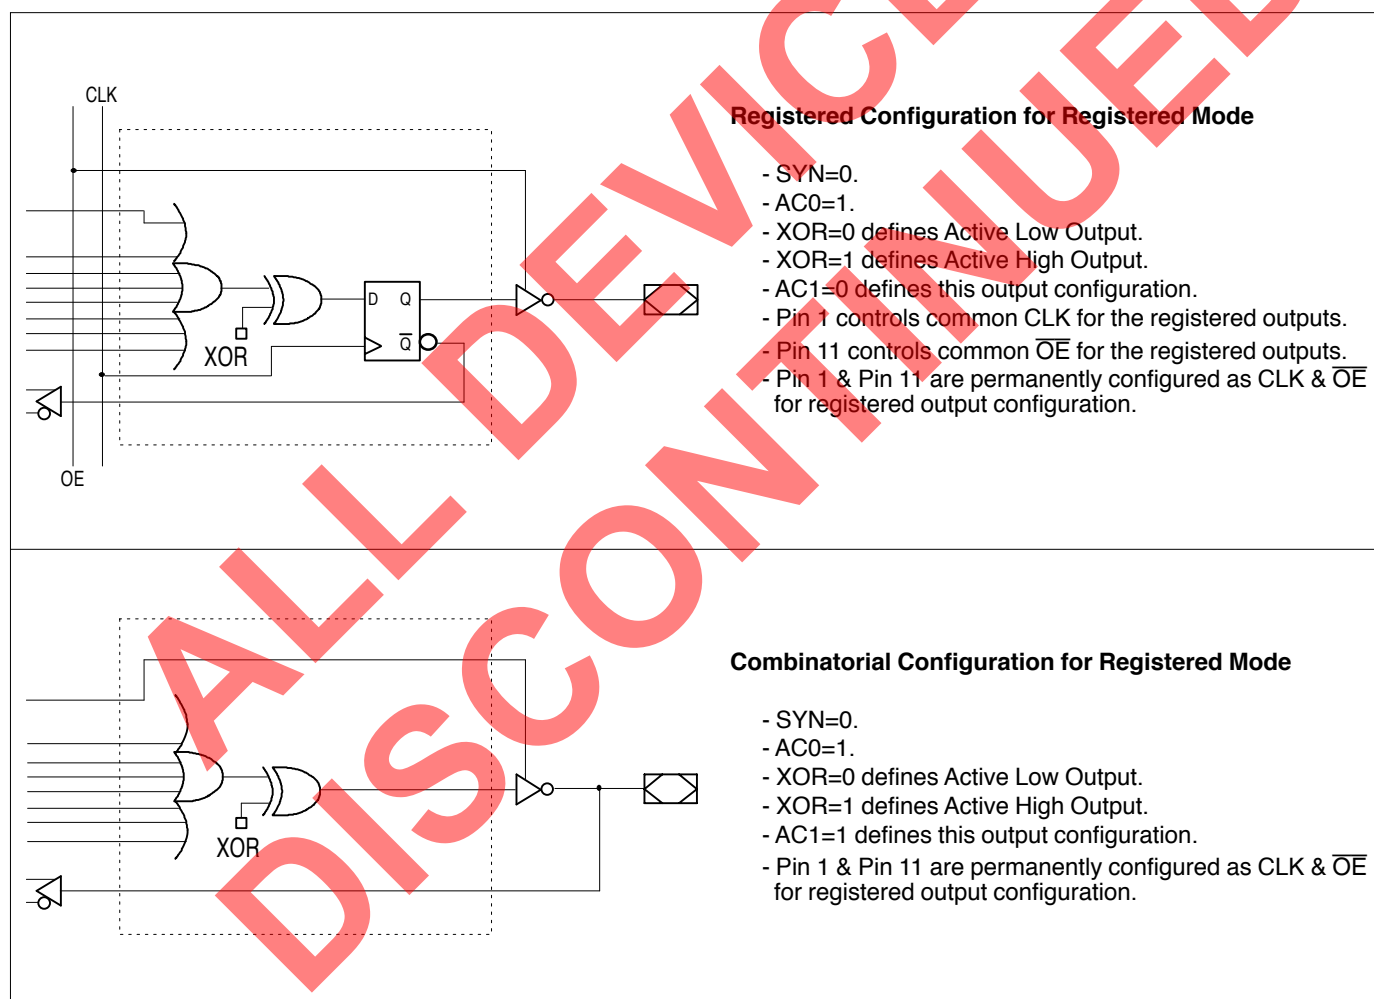 CLK
Registered Configuration for Registered Mode
- SYN=0.
- AC0=1.
- XOR=0 defines Active Low Output.
- XOR=1 defines Active High Output.
- AC1=0 defines this output configuration.
- Pin 1 controls common CLK for the registered outputs.
- Pin 11 controls common O̅E̅ for the registered outputs.
- Pin 1 & Pin 11 are permanently configured as CLK & O̅E̅
for registered output configuration.
D Q
Q̅
XOR
OE
Combinatorial Configuration for Registered Mode
- SYN=0.
- AC0=1.
- XOR=0 defines Active Low Output.
- XOR=1 defines Active High Output.
- AC1=1 defines this output configuration.
- Pin 1 & Pin 11 are permanently configured as CLK & O̅E̅
for registered output configuration.
XOR
ALL DEVIC
DISCONTINUED